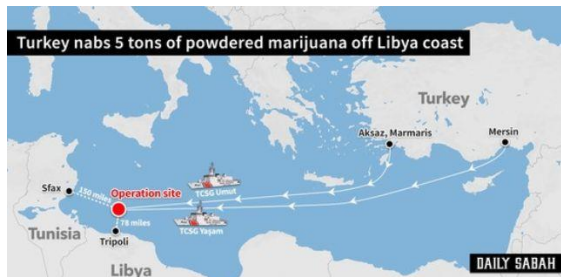 Turkey nabs 5 tons of powdered marijuana off Libya coast
Turkey
Aksaz, Marmaris
Mersin
TCSG Umut
Sfax
150 miles
Operation site
TCSG Yaşam
78 miles
Tunisia
Tripoli
Libya
DAILY SABAH